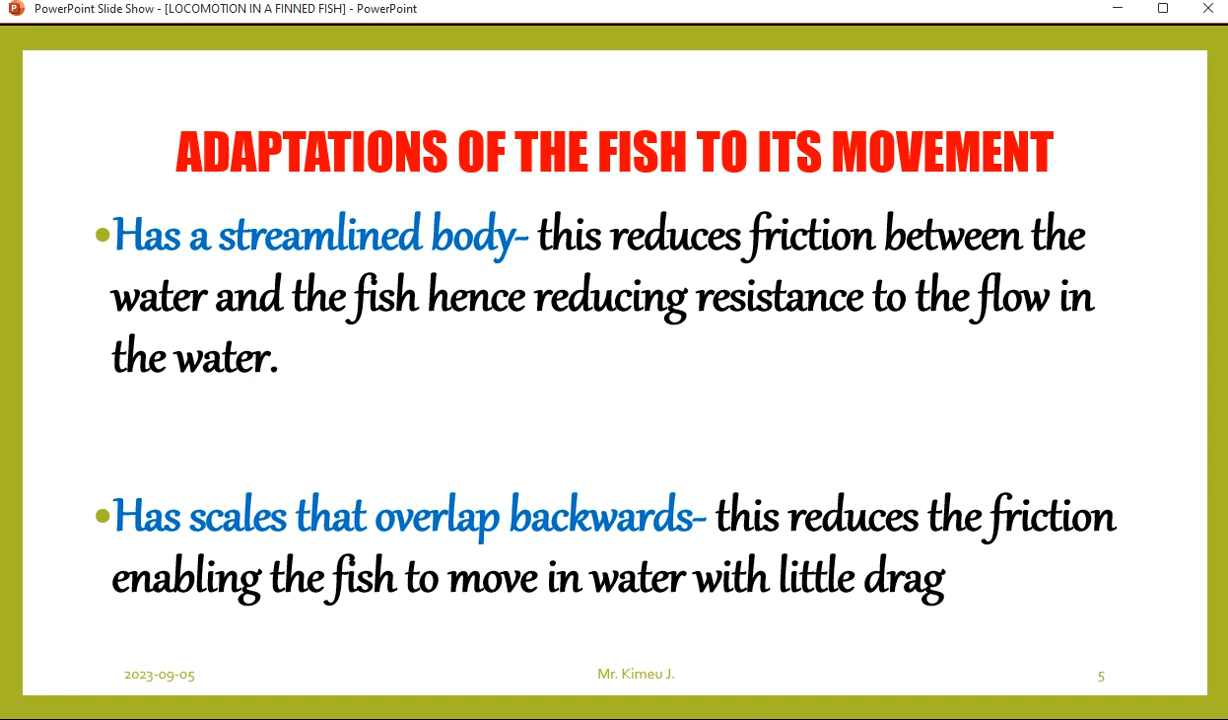 PowerPoint Slide Show - [LOCOMOTION IN A FINNED FISH] - PowerPoint
ADAPTATIONS OF THE FISH TO ITS MOVEMENT
•Has a streamlined body- this reduces friction between the
water and the fish hence reducing resistance to the flow in
the water.
•Has scales that overlap backwards- this reduces the friction
enabling the fish to move in water with little drag
2023-09-05 Mr. Kimeu J. 5